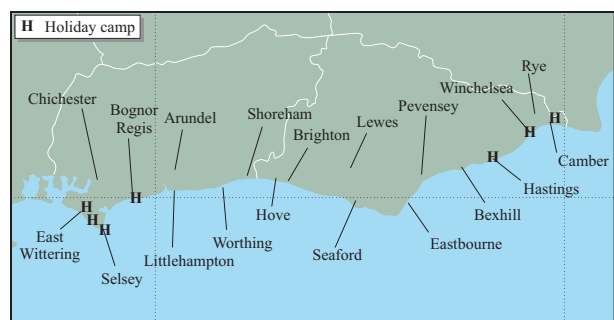 H Holiday camp
Rye
Winchelsea
Chichester
Bognor
Regis
Arundel
Shoreham
Pevensey
Brighton
Lewes
H
H
H
Camber
H
Hastings
H
H
H
Hove
Bexhill
East
Wittering
Worthing
Eastbourne
Seaford
Littlehampton
Selsey